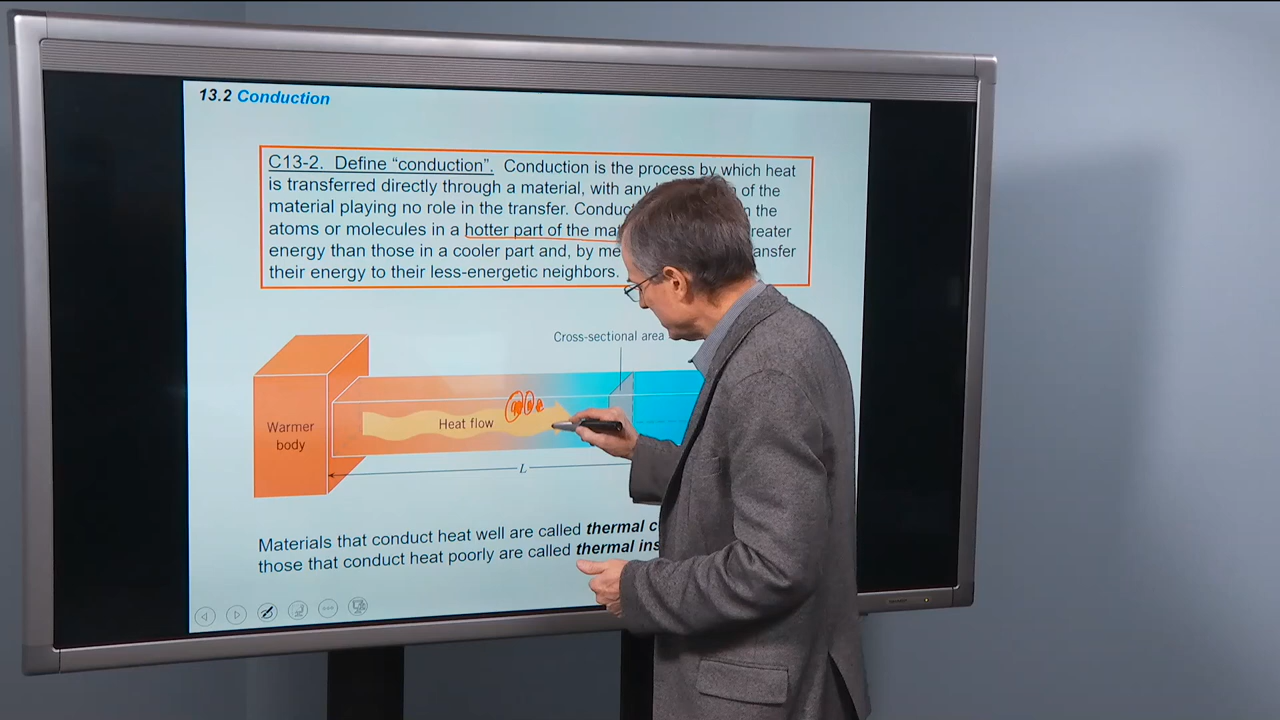 13.2 Conduction
C13-2. Define “conduction”. Conduction is the process by which heat
is transferred directly through a material, with any of the
material playing no role in the transfer. the
atoms or molecules in a hotter part of the
energy than those in a cooler part and, by
their energy to their less-energetic neighbors.
Cross-sectional area
Warmer
body
Heat flow
L
Materials that conduct heat well are called thermal
those that conduct heat poorly are called thermal